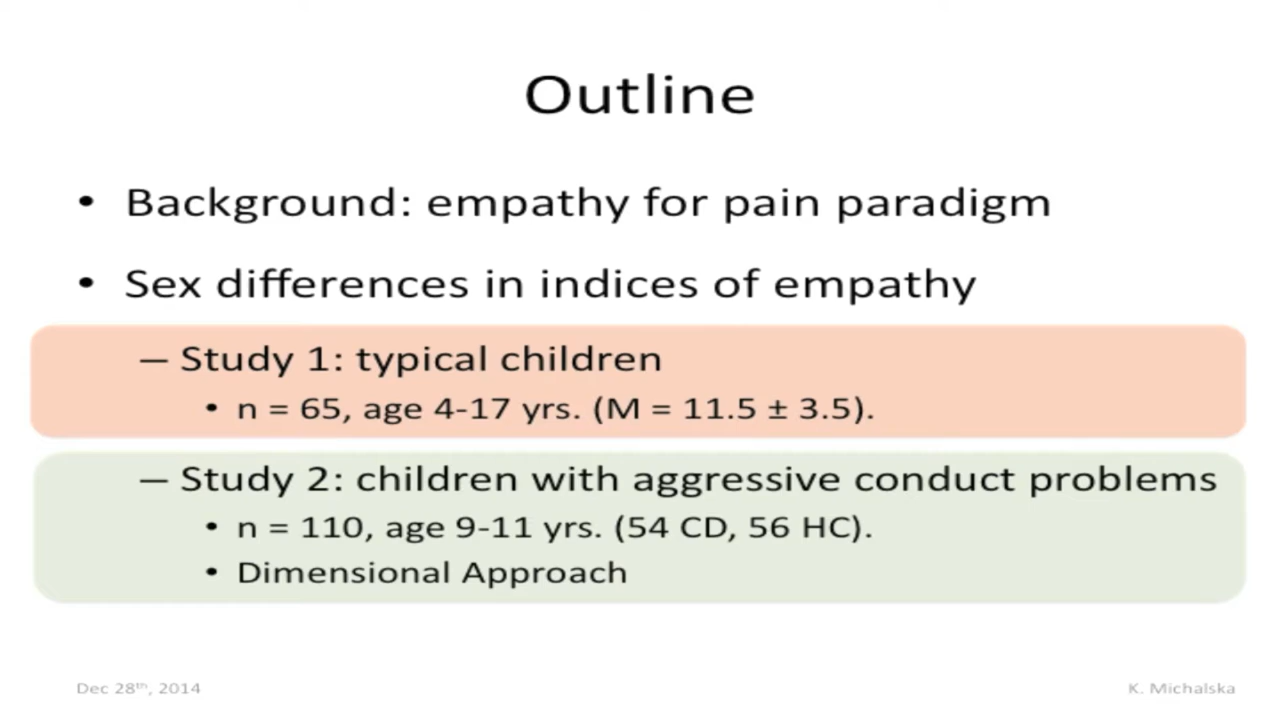 Outline
• Background: empathy for pain paradigm
• Sex differences in indices of empathy
– Study 1: typical children
• n = 65, age 4-17 yrs. (M = 11.5 ± 3.5).
– Study 2: children with aggressive conduct problems
• n = 110, age 9-11 yrs. (54 CD, 56 HC).
• Dimensional Approach
Dec 28th, 2014
K. Michalska